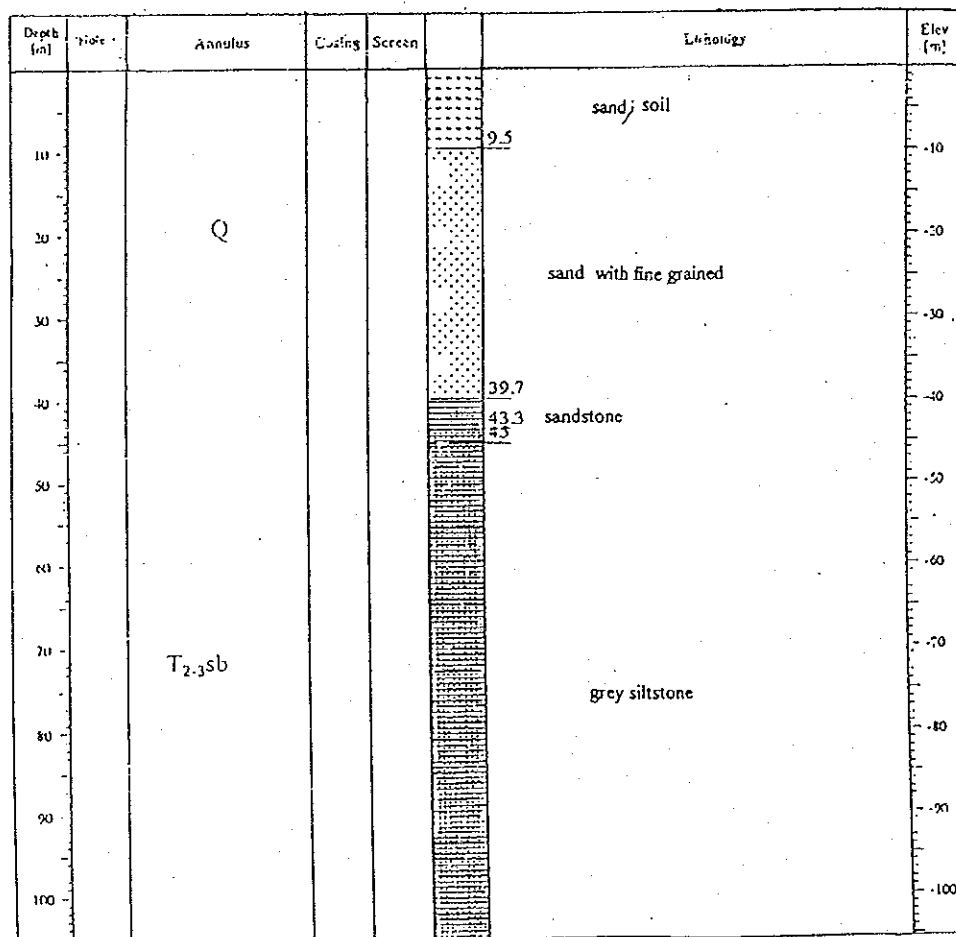 Depth [m] Hole Annulus Casing Screen Lithology Elev [m]
sand; soil
9.5
10 -10
Q
20 -20
sand with fine grained
30 -30
39.7
40 -40
43.3 sandstone
45
50 -50
60 -60
70 -70
T2-3sb
grey siltstone
80 -80
90 -90
100 -100